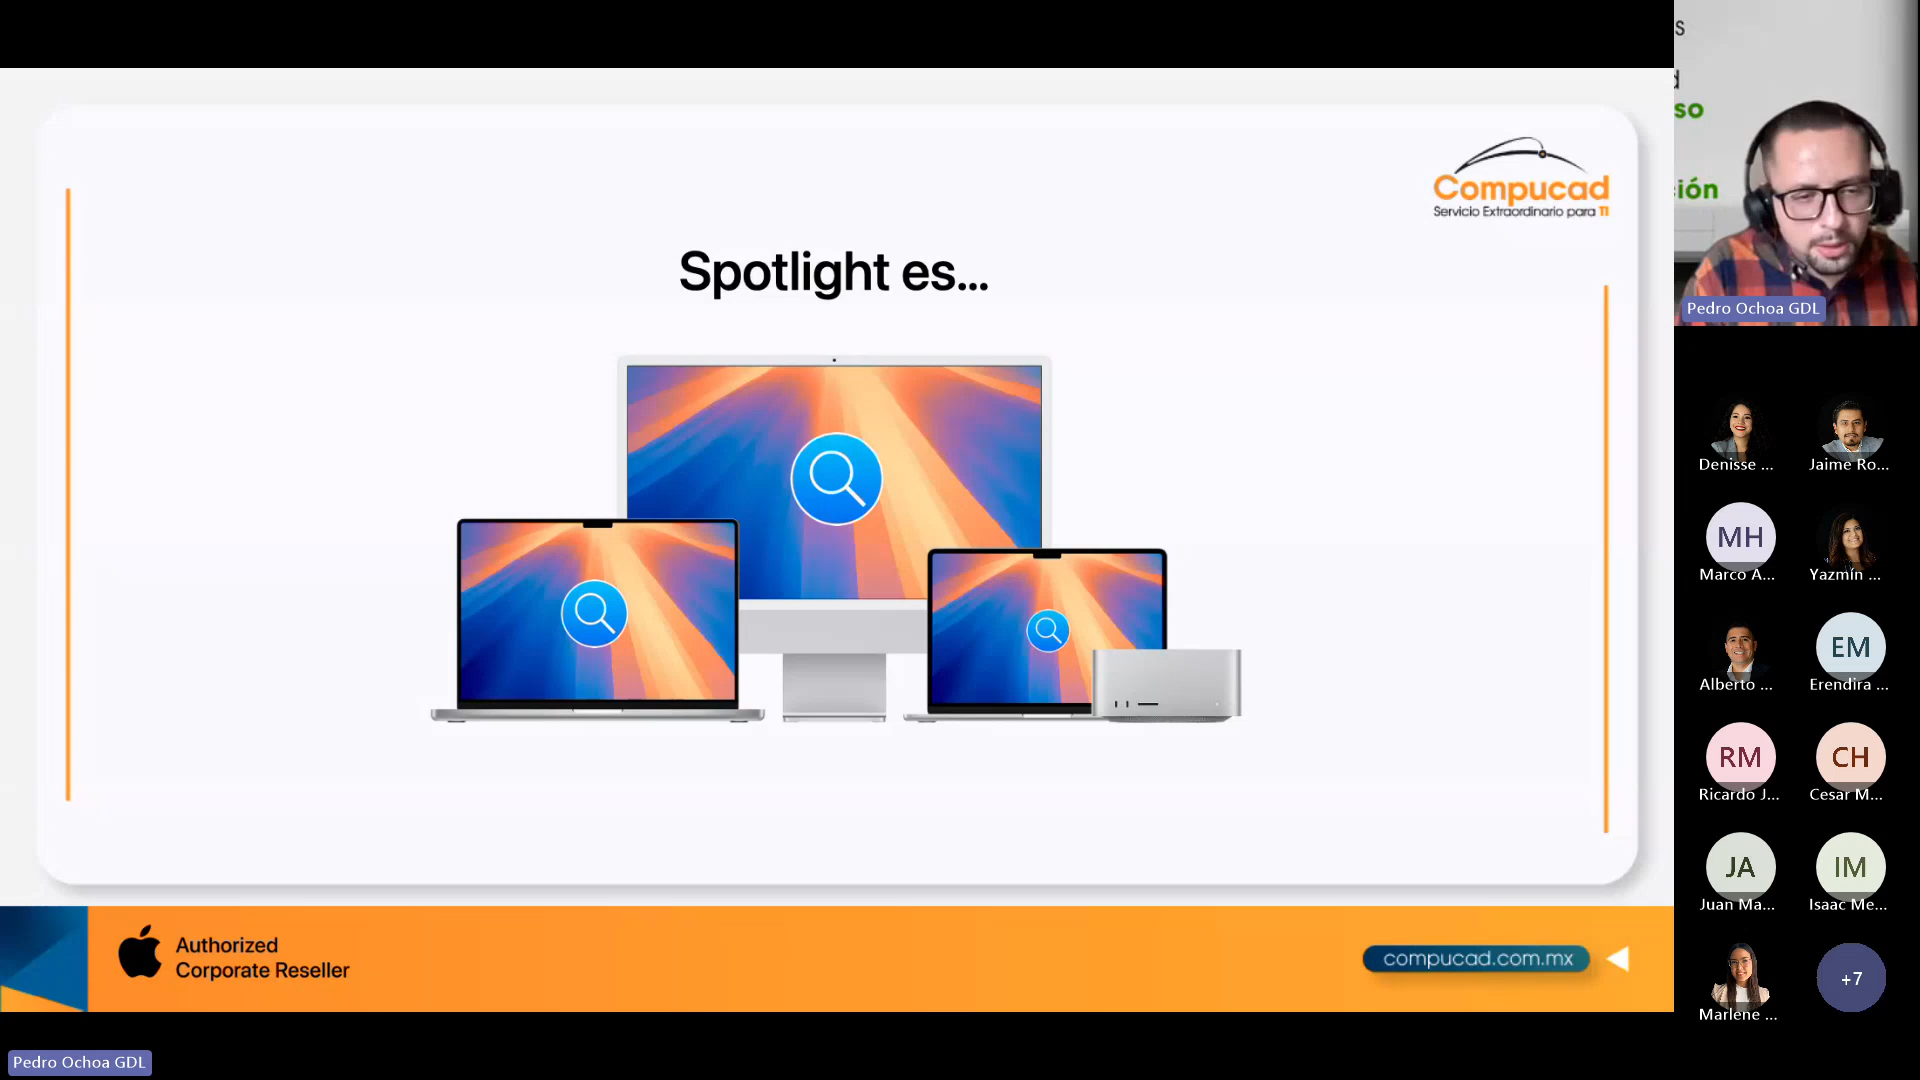 Compucad
Servicio Extraordinario para TI
Spotlight es...
Authorized
Corporate Reseller
compucad.com.mx
Pedro Ochoa GDL
s
d
so
ión
Pedro Ochoa GDL
Denisse ...
Jaime Ro...
MH
Marco A...
Yazmín ...
Alberto ...
EM
Erendira ...
RM
Ricardo J...
CH
Cesar M...
JA
Juan Ma...
IM
Isaac Me...
Marlene ...
+7